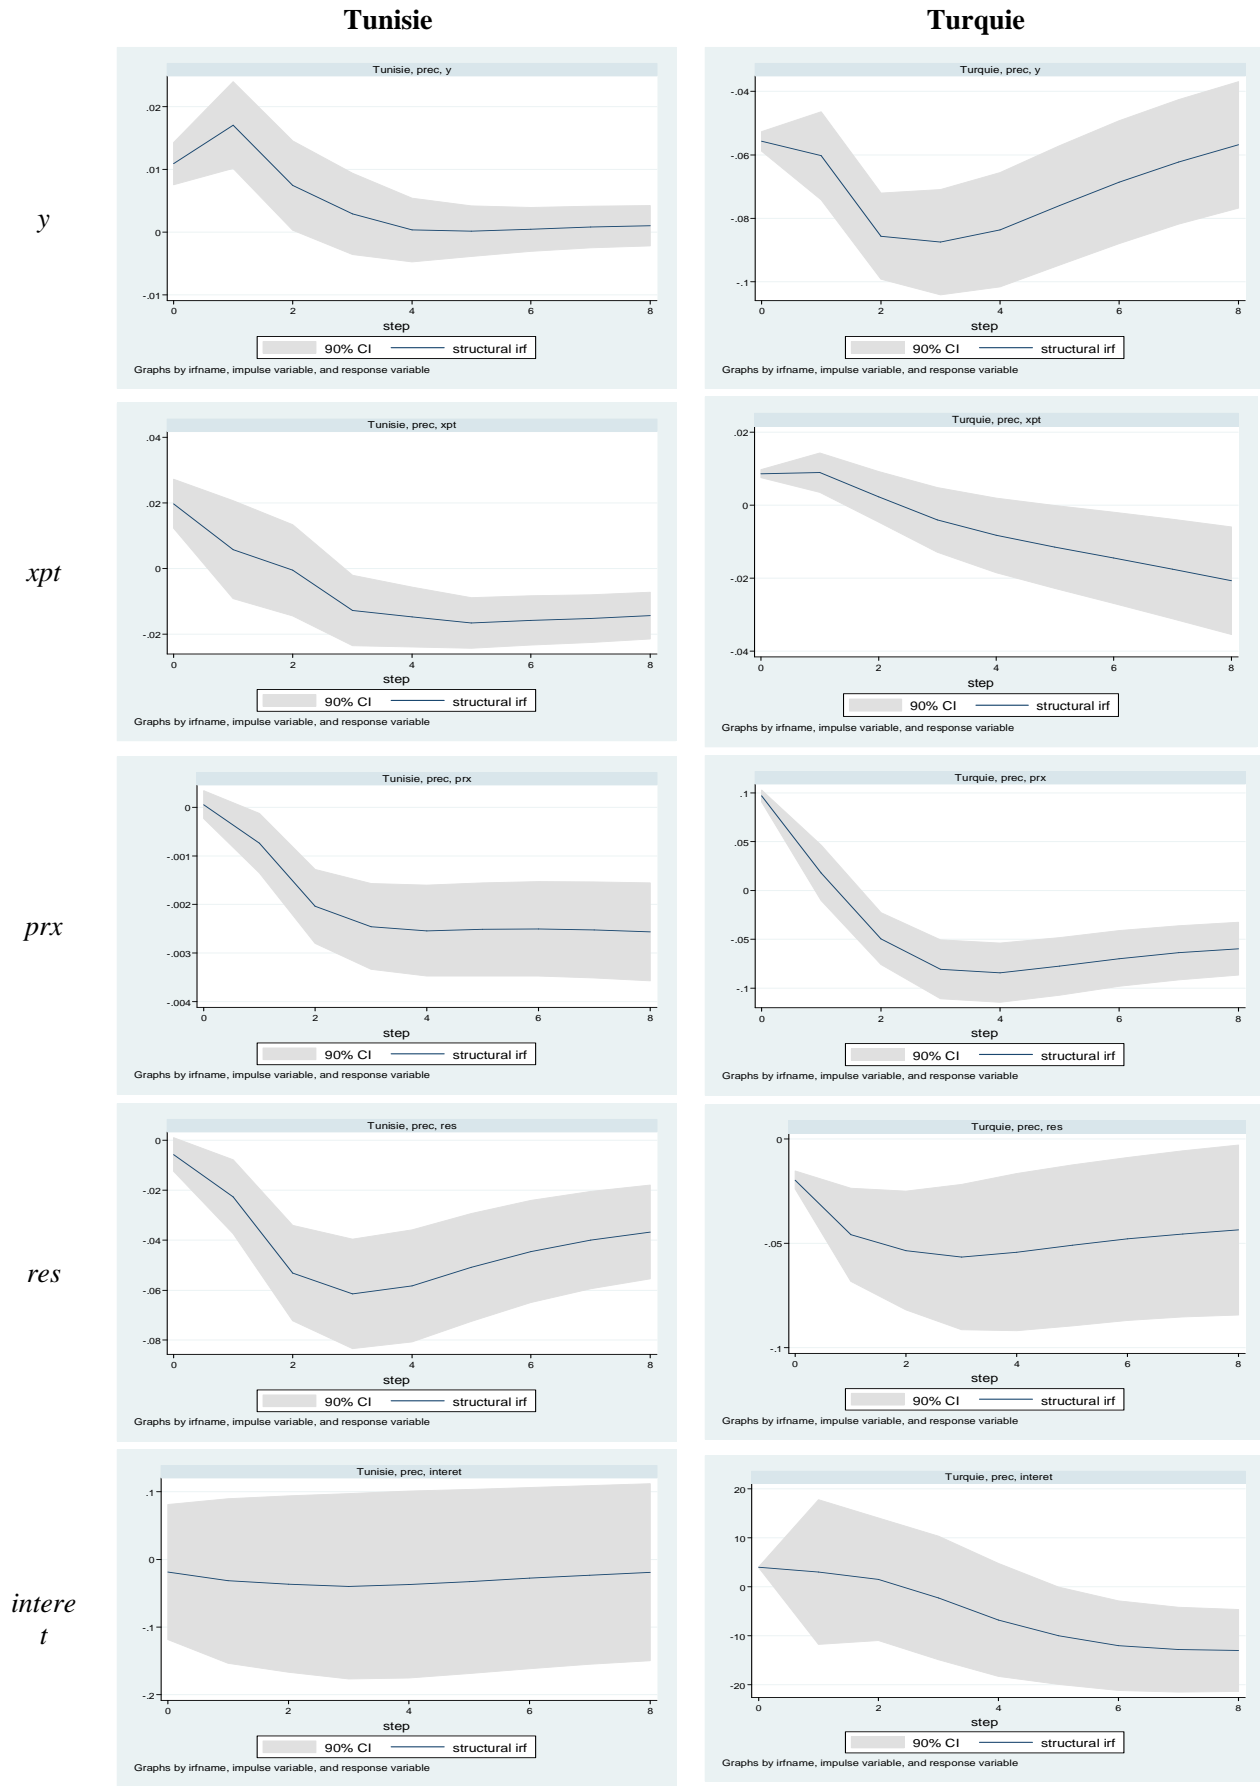 Tunisie
Turquie
y
Tunisie, prec, y
.02
.01
0
-.01
0
2
4
6
8
step
90% CI
structural irf
Graphs by irfname, impulse variable, and response variable
Turquie, prec, y
-.04
-.06
-.08
-.1
0
2
4
6
8
step
90% CI
structural irf
Graphs by irfname, impulse variable, and response variable
xpt
Tunisie, prec, xpt
.04
.02
0
-.02
0
2
4
6
8
step
90% CI
structural irf
Graphs by irfname, impulse variable, and response variable
Turquie, prec, xpt
.02
0
-.02
-.04
0
2
4
6
8
step
90% CI
structural irf
Graphs by irfname, impulse variable, and response variable
prx
Tunisie, prec, prx
0
-.001
-.002
-.003
-.004
0
2
4
6
8
step
90% CI
structural irf
Graphs by irfname, impulse variable, and response variable
Turquie, prec, prx
.1
.05
0
-.05
-.1
0
2
4
6
8
step
90% CI
structural irf
Graphs by irfname, impulse variable, and response variable
res
Tunisie, prec, res
0
-.02
-.04
-.06
-.08
0
2
4
6
8
step
90% CI
structural irf
Graphs by irfname, impulse variable, and response variable
Turquie, prec, res
0
-.05
-.1
0
2
4
6
8
step
90% CI
structural irf
Graphs by irfname, impulse variable, and response variable
intere
t
Tunisie, prec, interet
.1
0
-.1
-.2
0
2
4
6
8
step
90% CI
structural irf
Graphs by irfname, impulse variable, and response variable
Turquie, prec, interet
20
10
0
-10
-20
0
2
4
6
8
step
90% CI
structural irf
Graphs by irfname, impulse variable, and response variable